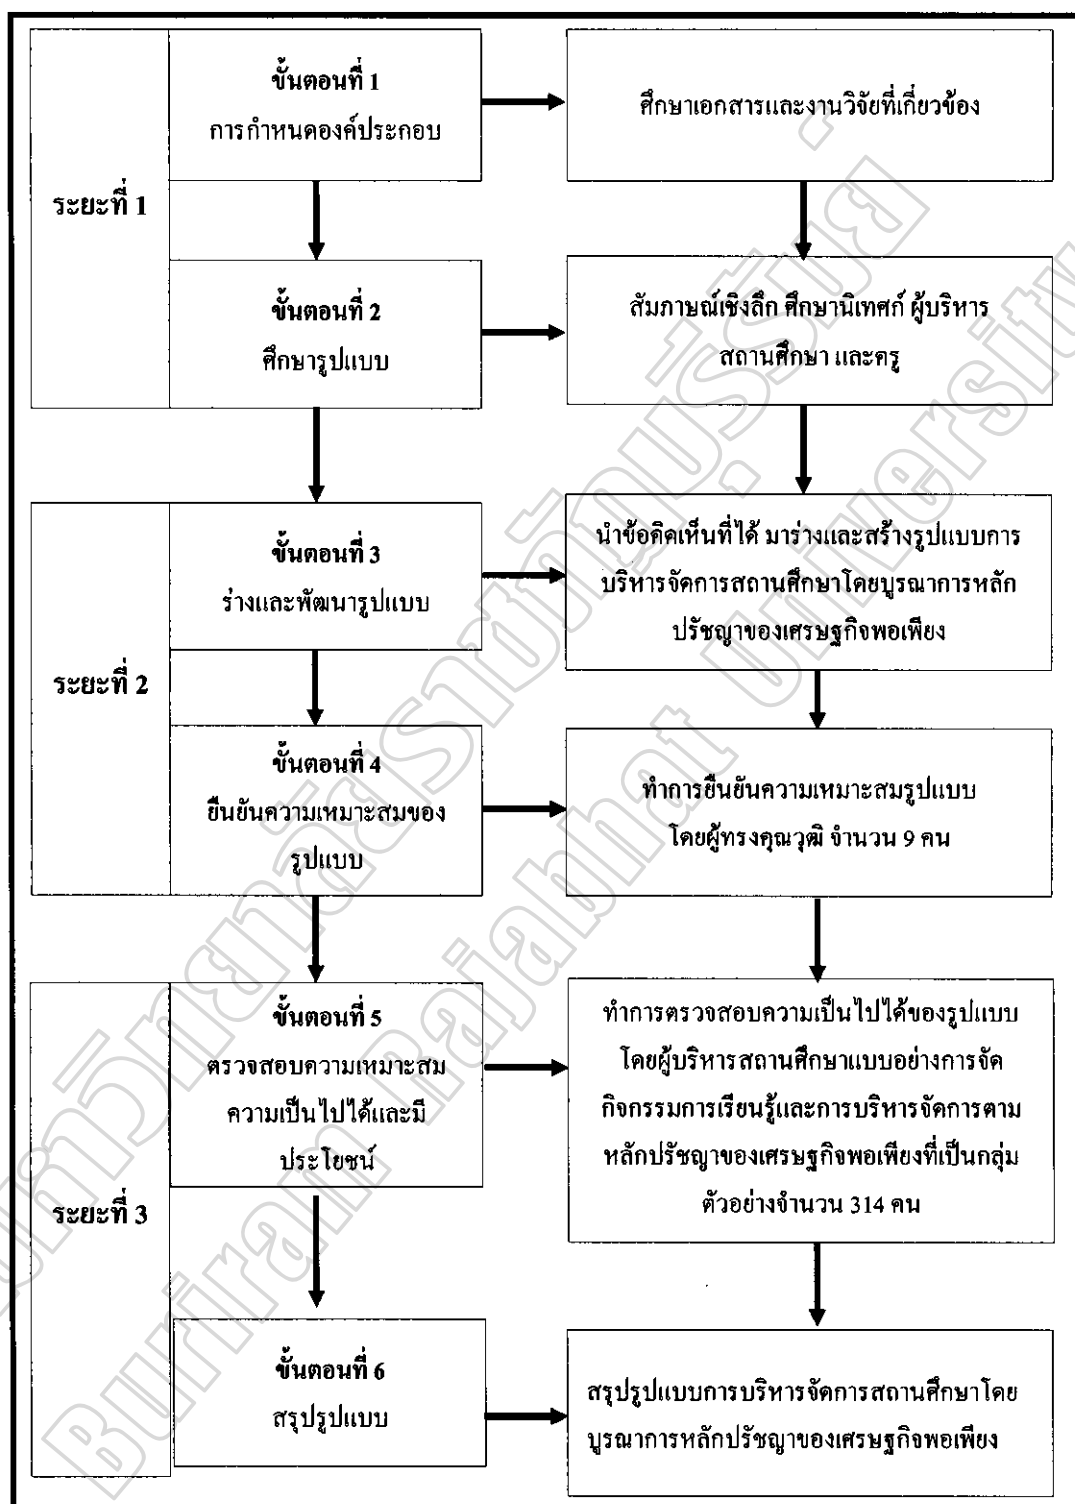 ระยะที่ 1
ขั้นตอนที่ 1
การกำหนดองค์ประกอบ
ศึกษาเอกสารและงานวิจัยที่เกี่ยวข้อง
ขั้นตอนที่ 2
ศึกษารูปแบบ
สัมภาษณ์เชิงลึก ศึกษานิเทศก์ ผู้บริหาร
สถานศึกษา และครู
ระยะที่ 2
ขั้นตอนที่ 3
ร่างและพัฒนารูปแบบ
นำข้อคิดเห็นที่ได้ มาร่างและสร้างรูปแบบการ
บริหารจัดการสถานศึกษาโดยบูรณาการหลัก
ปรัชญาของเศรษฐกิจพอเพียง
ขั้นตอนที่ 4
ยืนยันความเหมาะสมของ
รูปแบบ
ทำการยืนยันความเหมาะสมรูปแบบ
โดยผู้ทรงคุณวุฒิ จำนวน 9 คน
ระยะที่ 3
ขั้นตอนที่ 5
ตรวจสอบความเหมาะสม
ความเป็นไปได้และมี
ประโยชน์
ทำการตรวจสอบความเป็นไปได้ของรูปแบบ
โดยผู้บริหารสถานศึกษาแบบอย่างการจัด
กิจกรรมการเรียนรู้และการบริหารจัดการตาม
หลักปรัชญาของเศรษฐกิจพอเพียงที่เป็นกลุ่ม
ตัวอย่างจำนวน 314 คน
ขั้นตอนที่ 6
สรุปรูปแบบ
สรุปรูปแบบการบริหารจัดการสถานศึกษาโดย
บูรณาการหลักปรัชญาของเศรษฐกิจพอเพียง
มหาวิทยาลัยราชภัฏบุรีรัมย์
Buriram Rajabhat University